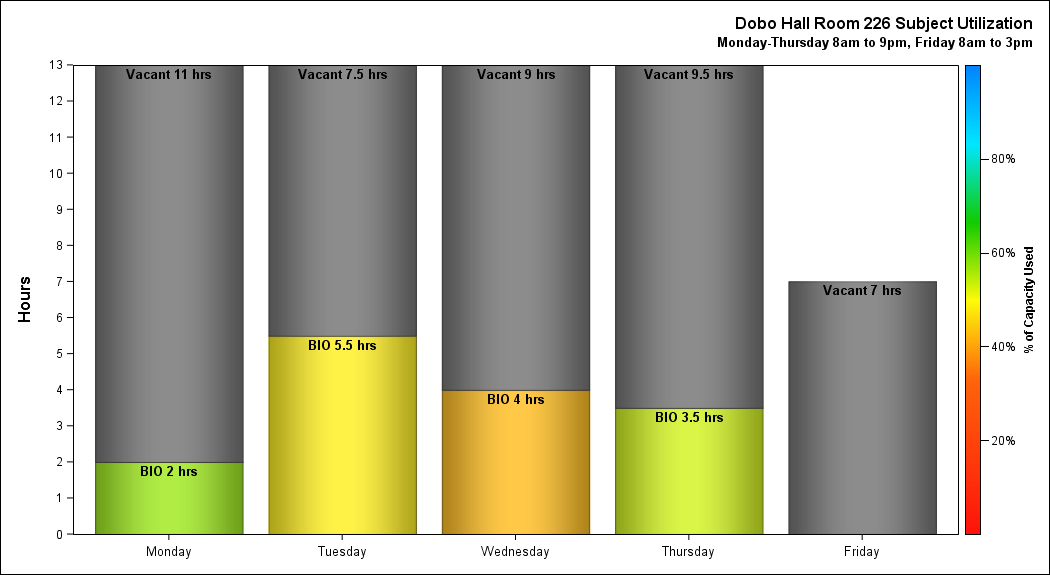 Dobo Hall Room 226 Subject Utilization
Monday-Thursday 8am to 9pm, Friday 8am to 3pm
13
12
11
10
9
8
7
6
5
4
3
2
1
0
Hours
Vacant 11 hrs
Vacant 7.5 hrs
Vacant 9 hrs
Vacant 9.5 hrs
Vacant 7 hrs
BIO 5.5 hrs
BIO 4 hrs
BIO 3.5 hrs
BIO 2 hrs
Monday
Tuesday
Wednesday
Thursday
Friday
80%
60%
40%
20%
% of Capacity Used